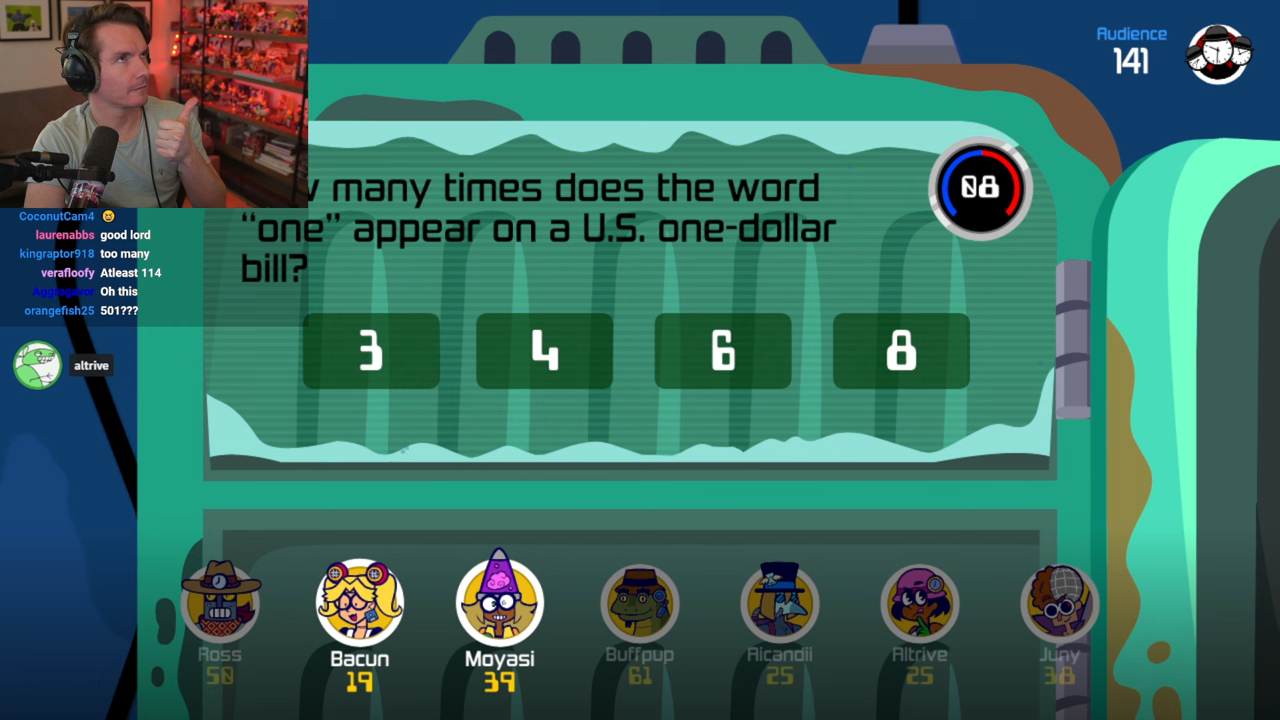 Audience
141
08
w many times does the word
“one” appear on a U.S. one-dollar
bill?
CoconutCam4
laurenabbs good lord
kingraptor918 too many
verafloofy Atleast 114
Aggrogavor Oh this
orangefish25 501???
altrive
3 4 6 8
Ross Bacun Moyasi Buffpup Aicandii Altrive Juny
50 19 39 61 25 25 38